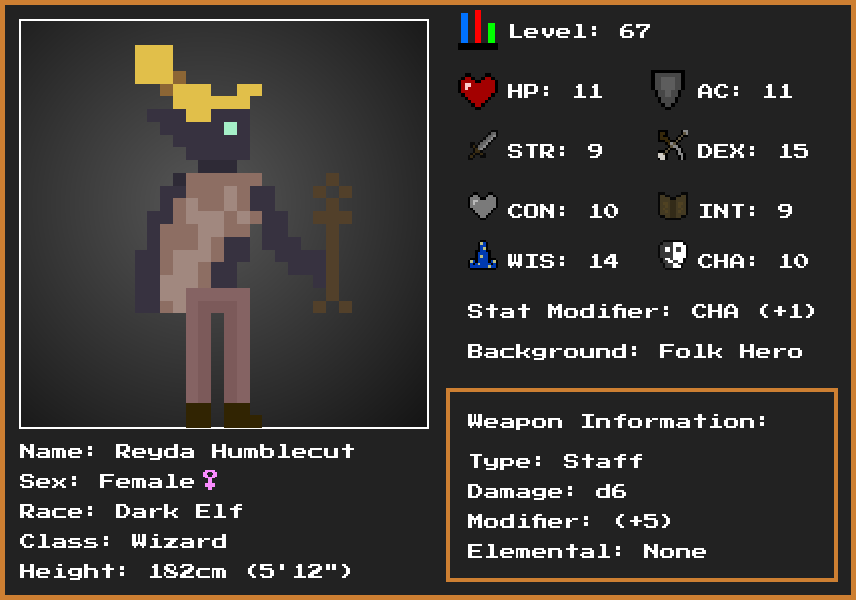 Level: 67
HP: 11
AC: 11
STR: 9
DEX: 15
CON: 10
INT: 9
WIS: 14
CHA: 10
Stat Modifier: CHA (+1)
Background: Folk Hero
Weapon Information:
Type: Staff
Damage: d6
Modifier: (+5)
Elemental: None
Name: Reyda Humblecut
Sex: Female♀
Race: Dark Elf
Class: Wizard
Height: 182cm (5'12")